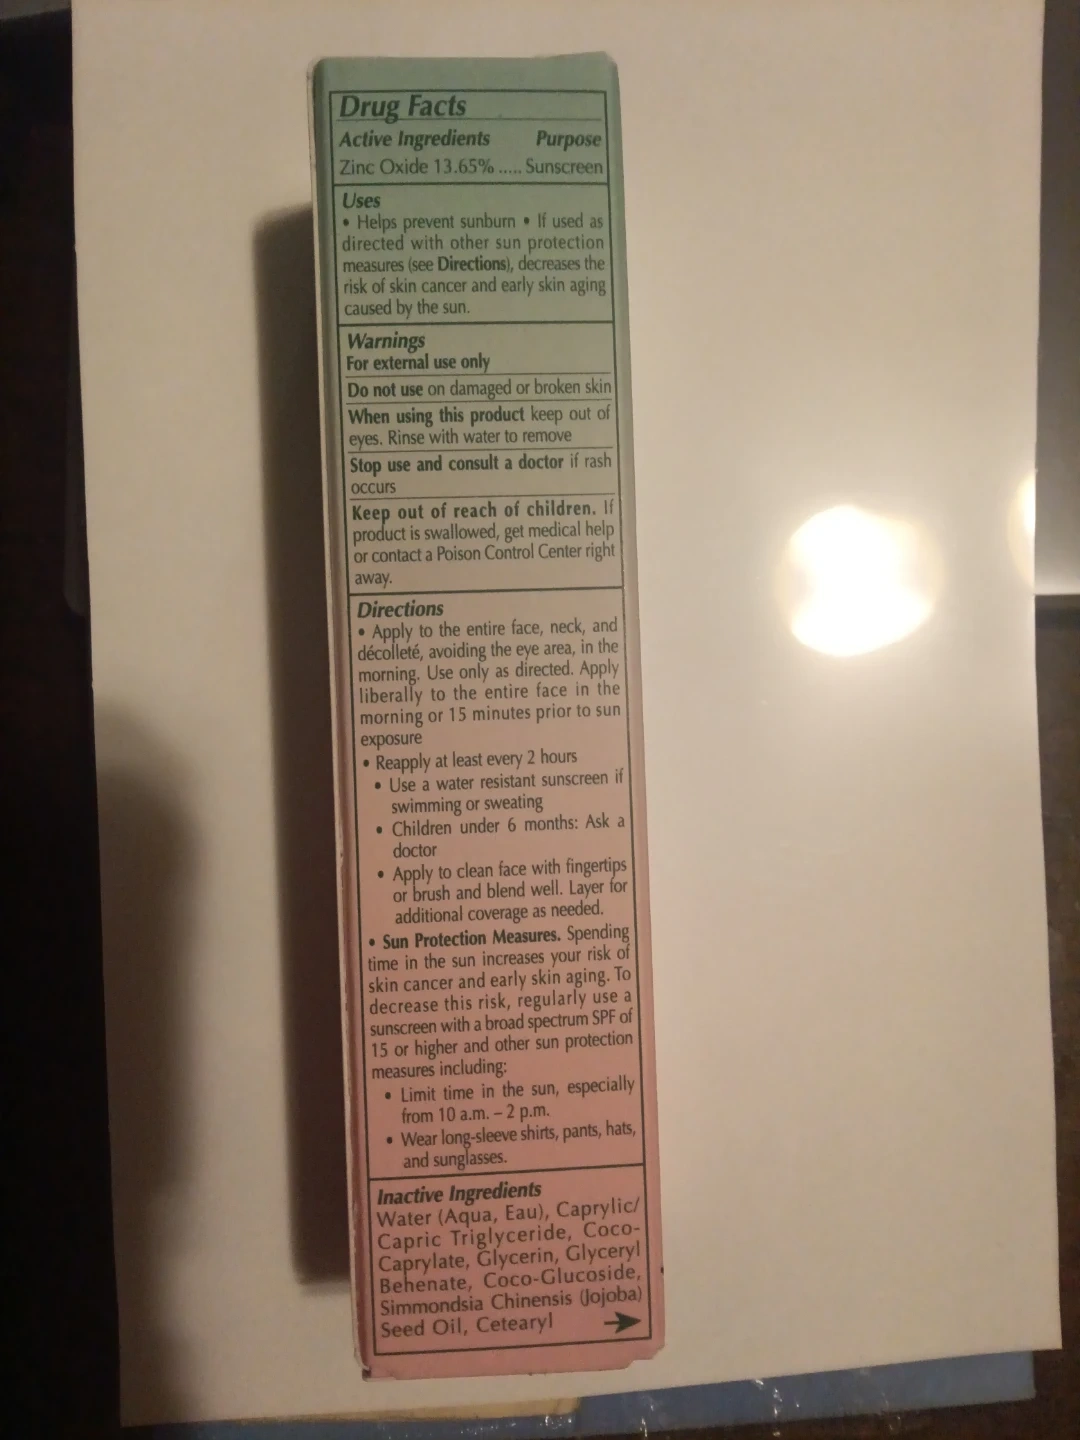 Drug Facts
Active Ingredients Purpose
Zinc Oxide 13.65% ..... Sunscreen
Uses
• Helps prevent sunburn • If used as
directed with other sun protection
measures (see Directions), decreases the
risk of skin cancer and early skin aging
caused by the sun.
Warnings
For external use only
Do not use on damaged or broken skin
When using this product keep out of
eyes. Rinse with water to remove
Stop use and consult a doctor if rash
occurs
Keep out of reach of children. If
product is swallowed, get medical help
or contact a Poison Control Center right
away.
Directions
• Apply to the entire face, neck, and
décolleté, avoiding the eye area, in the
morning. Use only as directed. Apply
liberally to the entire face in the
morning or 15 minutes prior to sun
exposure
• Reapply at least every 2 hours
• Use a water resistant sunscreen if
swimming or sweating
• Children under 6 months: Ask a
doctor
• Apply to clean face with fingertips
or brush and blend well. Layer for
additional coverage as needed.
• Sun Protection Measures. Spending
time in the sun increases your risk of
skin cancer and early skin aging. To
decrease this risk, regularly use a
sunscreen with a broad spectrum SPF of
15 or higher and other sun protection
measures including:
• Limit time in the sun, especially
from 10 a.m. – 2 p.m.
• Wear long-sleeve shirts, pants, hats,
and sunglasses.
Inactive Ingredients
Water (Aqua, Eau), Caprylic/
Capric Triglyceride, Coco-
Caprylate, Glycerin, Glyceryl
Behenate, Coco-Glucoside,
Simmondsia Chinensis (Jojoba)
Seed Oil, Cetearyl